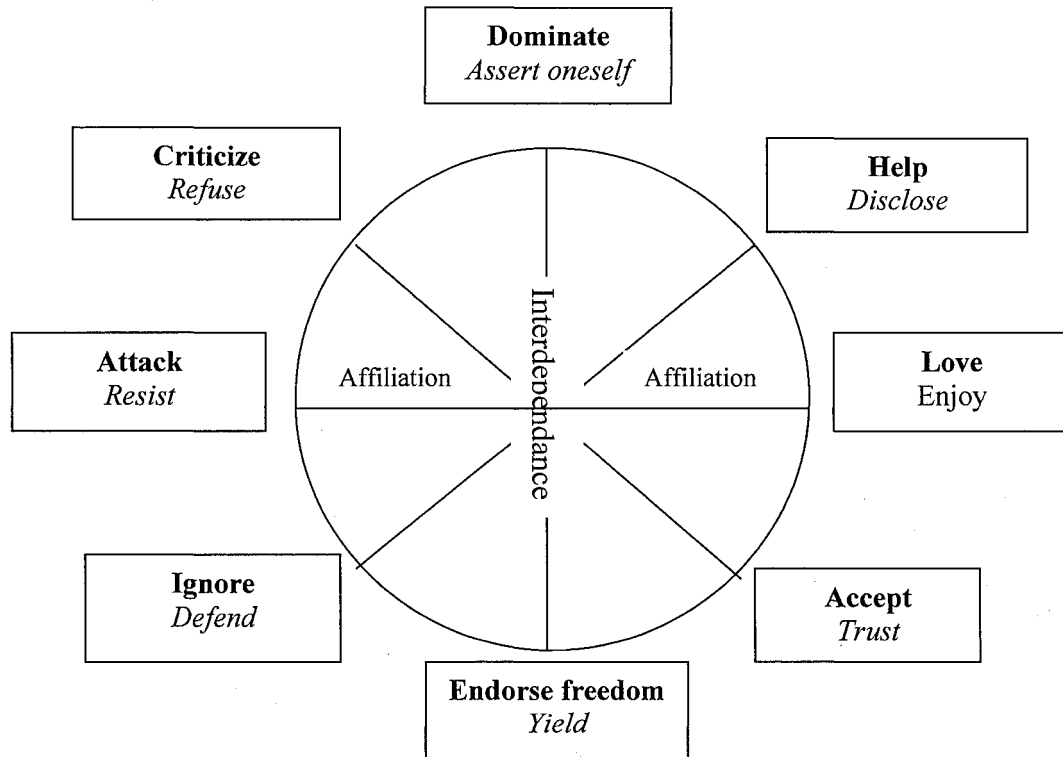 Dominate
Assert oneself
Criticize
Refuse
Help
Disclose
Interdependance
Attack
Resist
Affiliation
Affiliation
Love
Enjoy
Ignore
Defend
Accept
Trust
Endorse freedom
Yield